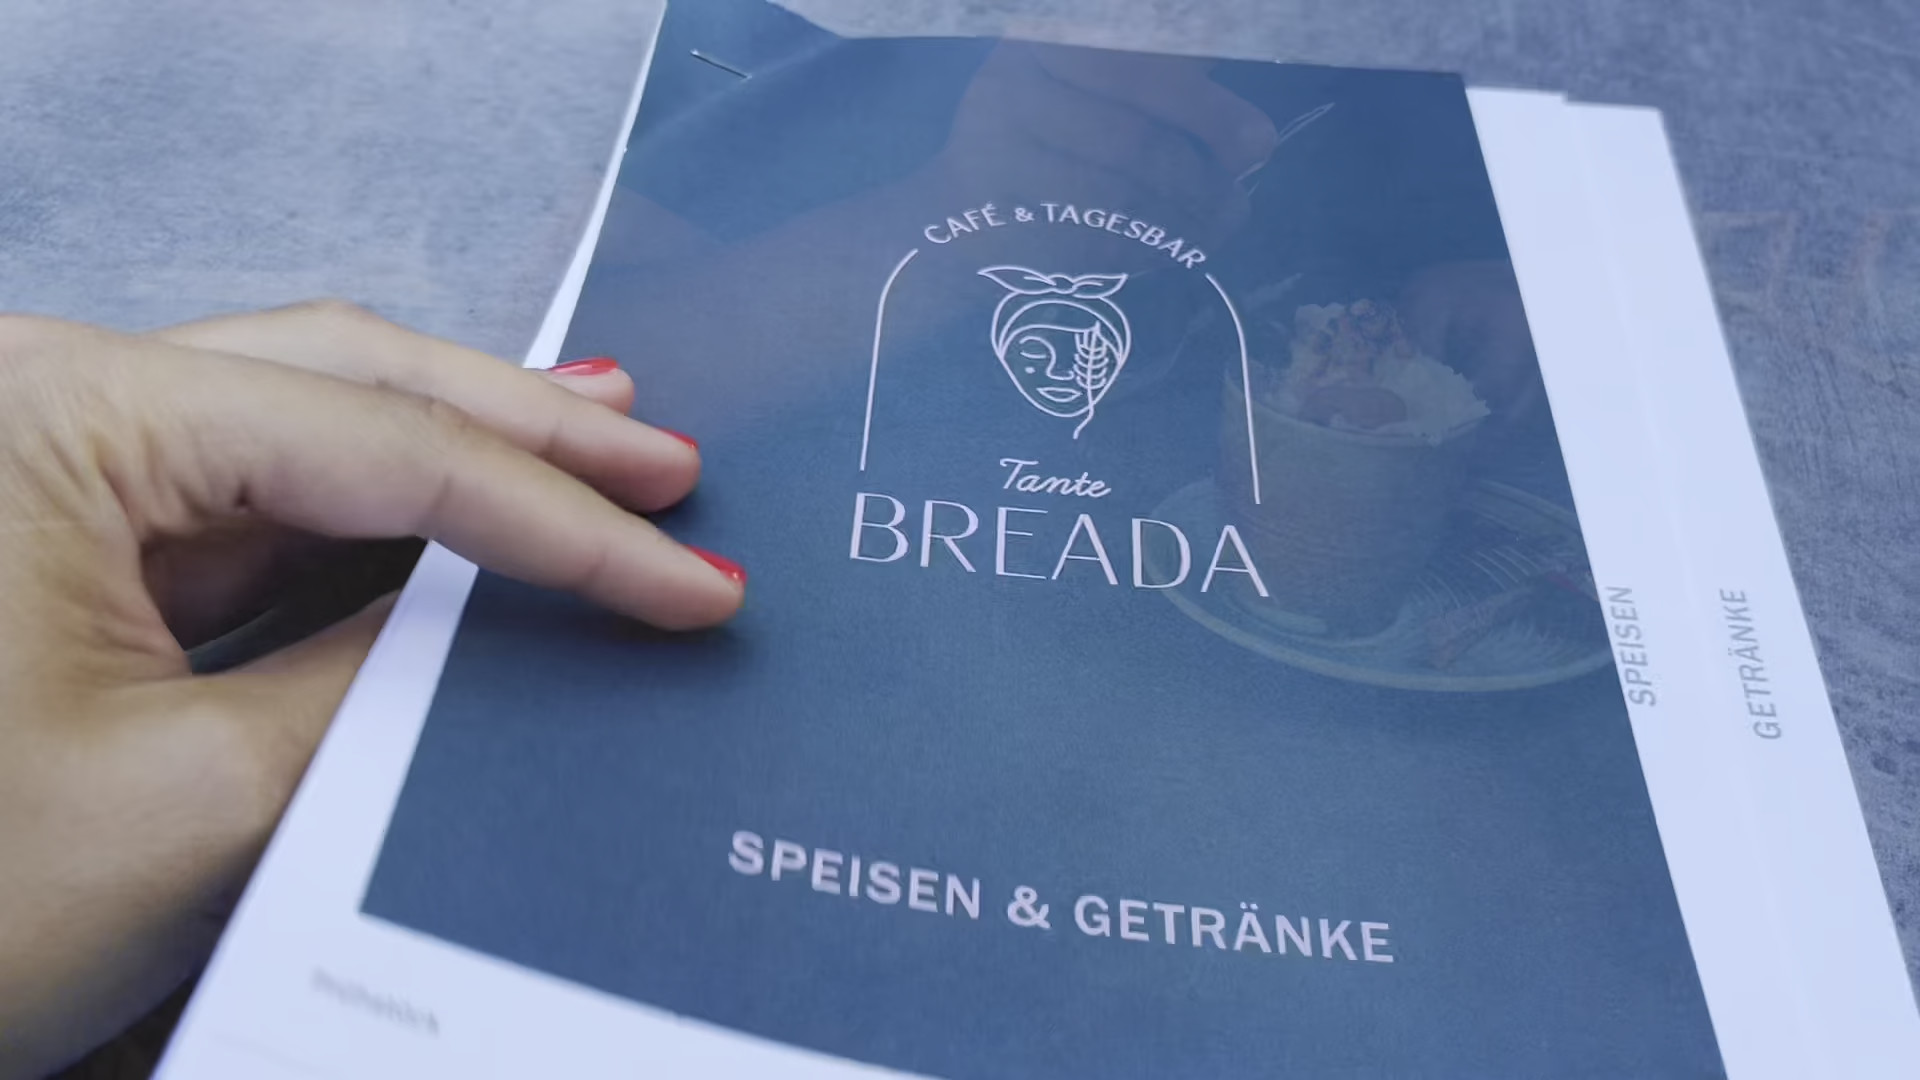 CAFÉ & TAGESBAR
Tante
BREADA
SPEISEN & GETRÄNKE
SPEISEN
GETRÄNKE